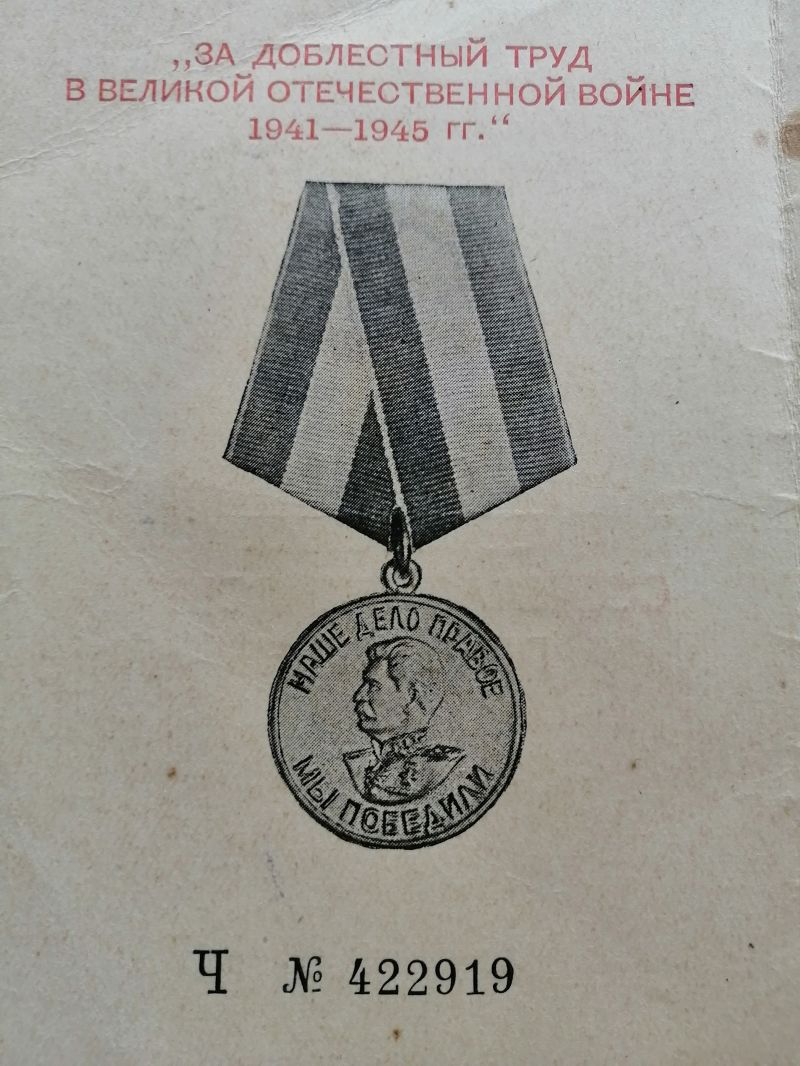 „ЗА ДОБЛЕСТНЫЙ ТРУД
В ВЕЛИКОЙ ОТЕЧЕСТВЕННОЙ ВОЙНЕ
1941—1945 ГГ.“
НАШЕ ДЕЛО ПРАВОЕ
МЫ ПОБЕДИЛИ
Ч № 422919